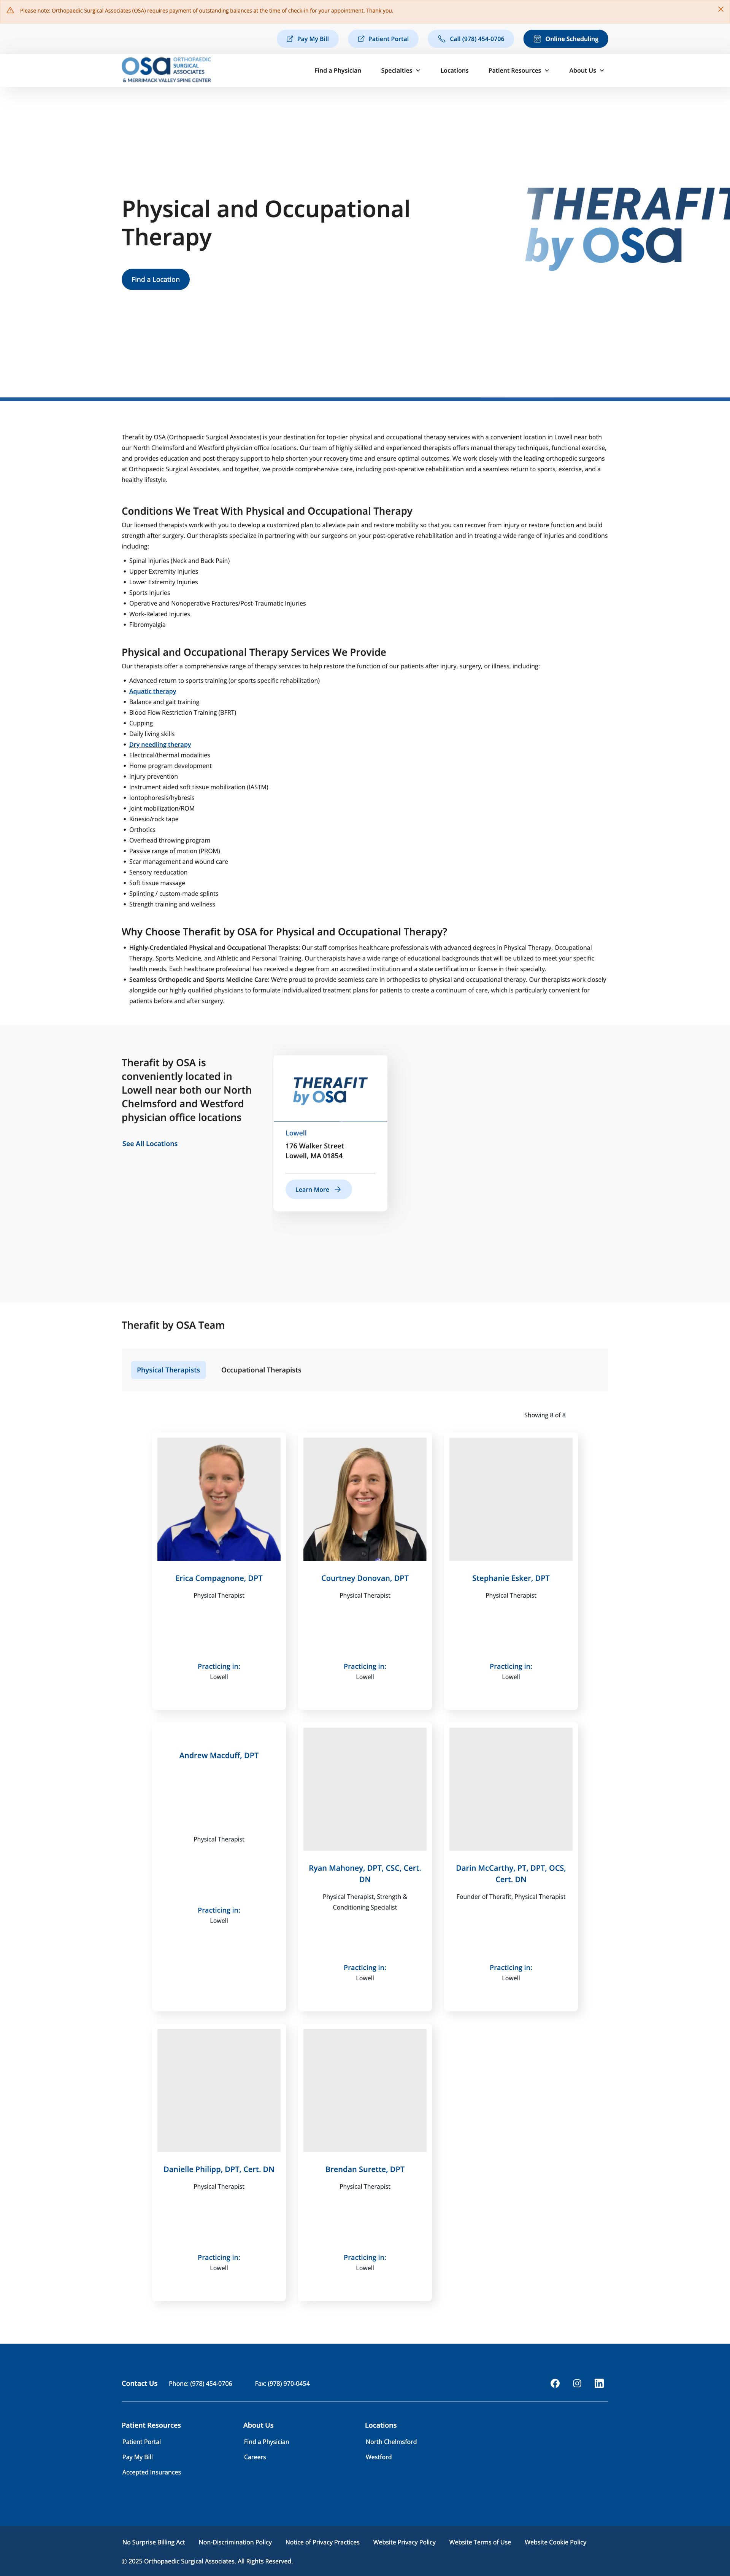 Please note: Orthopaedic Surgical Associates (OSA) requires payment of outstanding balances at the time of check-in for your appointment. Thank you.
Pay My Bill
Patient Portal
Call (978) 454-0706
Online Scheduling
osa ORTHOPAEDIC
SURGICAL
ASSOCIATES
& MERRIMACK VALLEY SPINE CENTER
Find a Physician
Specialties
Locations
Patient Resources
About Us
Physical and Occupational
Therapy
THERAFIT
by osa
Find a Location
Therafit by OSA (Orthopaedic Surgical Associates) is your destination for top-tier physical and occupational therapy services with a convenient location in Lowell near both
our North Chelmsford and Westford physician office locations. Our team of highly skilled and experienced therapists offers manual therapy techniques, functional exercise,
and provides education and post-therapy support to help shorten your recovery time and ensure optimal outcomes. We work closely with the leading orthopedic surgeons
at Orthopaedic Surgical Associates, and together, we provide comprehensive care, including post-operative rehabilitation and a seamless return to sports, exercise, and a
healthy lifestyle.
Conditions We Treat With Physical and Occupational Therapy
Our licensed therapists work with you to develop a customized plan to alleviate pain and restore mobility so that you can recover from injury or restore function and build
strength after surgery. Our therapists specialize in partnering with our surgeons on your post-operative rehabilitation and in treating a wide range of injuries and conditions
including:
• Spinal Injuries (Neck and Back Pain)
• Upper Extremity Injuries
• Lower Extremity Injuries
• Sports Injuries
• Operative and Nonoperative Fractures/Post-Traumatic Injuries
• Work-Related Injuries
• Fibromyalgia
Physical and Occupational Therapy Services We Provide
Our therapists offer a comprehensive range of therapy services to help restore the function of our patients after injury, surgery, or illness, including:
• Advanced return to sports training (or sports specific rehabilitation)
• Aquatic therapy
• Balance and gait training
• Blood Flow Restriction Training (BFRT)
• Cupping
• Daily living skills
• Dry needling therapy
• Electrical/thermal modalities
• Home program development
• Injury prevention
• Instrument aided soft tissue mobilization (IASTM)
• Iontophoresis/hybresis
• Joint mobilization/ROM
• Kinesio/rock tape
• Orthotics
• Overhead throwing program
• Passive range of motion (PROM)
• Scar management and wound care
• Sensory reeducation
• Soft tissue massage
• Splinting / custom-made splints
• Strength training and wellness
Why Choose Therafit by OSA for Physical and Occupational Therapy?
• Highly-Credentialed Physical and Occupational Therapists: Our staff comprises healthcare professionals with advanced degrees in Physical Therapy, Occupational
Therapy, Sports Medicine, and Athletic and Personal Training. Our therapists have a wide range of educational backgrounds that will be utilized to meet your specific
health needs. Each healthcare professional has received a degree from an accredited institution and a state certification or license in their specialty.
• Seamless Orthopedic and Sports Medicine Care: We're proud to provide seamless care in orthopedics to physical and occupational therapy. Our therapists work closely
alongside our highly qualified physicians to formulate individualized treatment plans for patients to create a continuum of care, which is particularly convenient for
patients before and after surgery.
Therafit by OSA is
conveniently located in
Lowell near both our North
Chelmsford and Westford
physician office locations
See All Locations
THERAFIT
by osa
Lowell
176 Walker Street
Lowell, MA 01854
Learn More
Therafit by OSA Team
Physical Therapists
Occupational Therapists
Showing 8 of 8
Erica Compagnone, DPT
Physical Therapist
Practicing in:
Lowell
Courtney Donovan, DPT
Physical Therapist
Practicing in:
Lowell
Stephanie Esker, DPT
Physical Therapist
Practicing in:
Lowell
Andrew Macduff, DPT
Physical Therapist
Practicing in:
Lowell
Ryan Mahoney, DPT, CSC, Cert.
DN
Physical Therapist, Strength &
Conditioning Specialist
Practicing in:
Lowell
Darin McCarthy, PT, DPT, OCS,
Cert. DN
Founder of Therafit, Physical Therapist
Practicing in:
Lowell
Danielle Philipp, DPT, Cert. DN
Physical Therapist
Practicing in:
Lowell
Brendan Surette, DPT
Physical Therapist
Practicing in:
Lowell
Contact Us
Phone: (978) 454-0706
Fax: (978) 970-0454
Patient Resources
Patient Portal
Pay My Bill
Accepted Insurances
About Us
Find a Physician
Careers
Locations
North Chelmsford
Westford
No Surprise Billing Act
Non-Discrimination Policy
Notice of Privacy Practices
Website Privacy Policy
Website Terms of Use
Website Cookie Policy
© 2025 Orthopaedic Surgical Associates. All Rights Reserved.